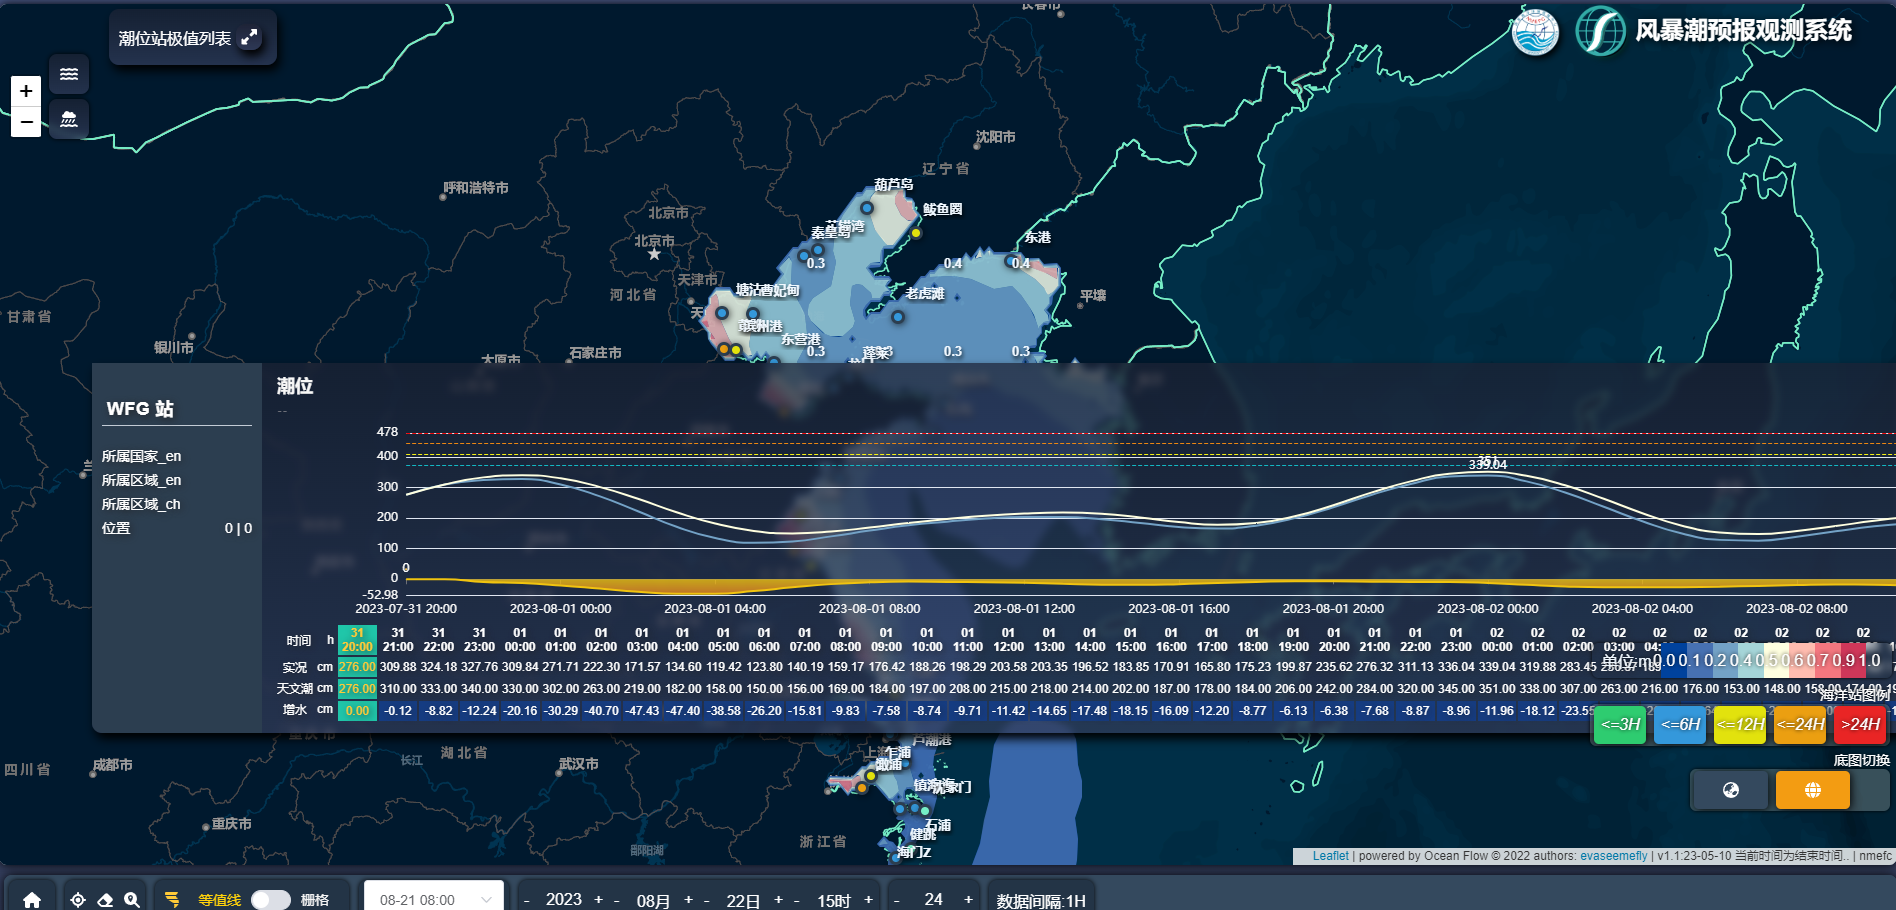 潮位站极值列表
风暴潮预报观测系统
+
−
长春市
沈阳市
辽宁省
呼和浩特市
葫芦岛
鲅鱼圈
北京市
北京市
秦皇岛
东港
0.3
0.4
0.4
天津市
塘沽
曹妃甸
河北省
老虎滩
平壤
甘肃省
银川市
东营港
石家庄市
太原市
0.3
蓬莱
0.3
0.3
WFG 站
所属国家_en
所属区域_en
所属区域_ch
位置 0 | 0
潮位
--
478
400
300
200
100
0
-52.98
0
351
339.04
2023-07-31 20:00 2023-08-01 00:00 2023-08-01 04:00 2023-08-01 08:00 2023-08-01 12:00 2023-08-01 16:00 2023-08-01 20:00 2023-08-02 00:00 2023-08-02 04:00 2023-08-02 08:00
31 31 31 31 01 01 01 01 01 01 01 01 01 01 01 01 01 01 01 01 01 01 01 01 01 01 01 01 02 02 02 02 02 02 02 02 02 02
时间 h 20:00 21:00 22:00 23:00 00:00 01:00 02:00 03:00 04:00 05:00 06:00 07:00 08:00 09:00 10:00 11:00 12:00 13:00 14:00 15:00 16:00 17:00 18:00 19:00 20:00 21:00 22:00 23:00 00:00 01:00 02:00 03:00
实况 cm 276.00 309.88 324.18 327.76 309.84 271.71 222.30 171.57 134.60 119.42 123.80 140.19 159.17 176.42 188.26 198.29 203.58 203.35 196.52 183.85 170.91 165.80 175.23 199.87 235.62 276.32 311.13 336.04 339.04 319.88 283.45
天文潮 cm 276.00 310.00 333.00 340.00 330.00 302.00 263.00 219.00 182.00 158.00 150.00 156.00 169.00 184.00 197.00 208.00 215.00 218.00 214.00 202.00 187.00 178.00 184.00 206.00 242.00 284.00 320.00 345.00 351.00 338.00 307.00 263.00 216.00 176.00 153.00 148.00 158.00 174.00
增水 cm 0.00 -0.12 -8.82 -12.24 -20.16 -30.29 -40.70 -47.43 -47.40 -38.58 -26.20 -15.81 -9.83 -7.58 -8.74 -9.71 -11.42 -14.65 -17.48 -18.15 -16.09 -12.20 -8.77 -6.13 -6.38 -7.68 -8.87 -8.96 -11.96 -18.12 -23.55
单位:m 0.0 0.1 0.2 0.4 0.5 0.6 0.7 0.8 1.0
海洋站图例
<=3H <=6H <=12H <=24H >24H
底图切换
重庆市
湖北省
长江
武汉市
四川省
成都市
重庆市
芦潮港
乍浦
澉浦
镇海
沈家门
石浦
健跳
海门Z
浙江省
鄱阳湖
Leaflet | powered by Ocean Flow © 2022 authors: evaseemefly | v1.1:23-05-10 当前时间为结束时间.. | nmefc
等值线 栅格
08-21 08:00
- 2023 + - 08月 + - 22日 + - 15时 + - 24 + 数据间隔:1H